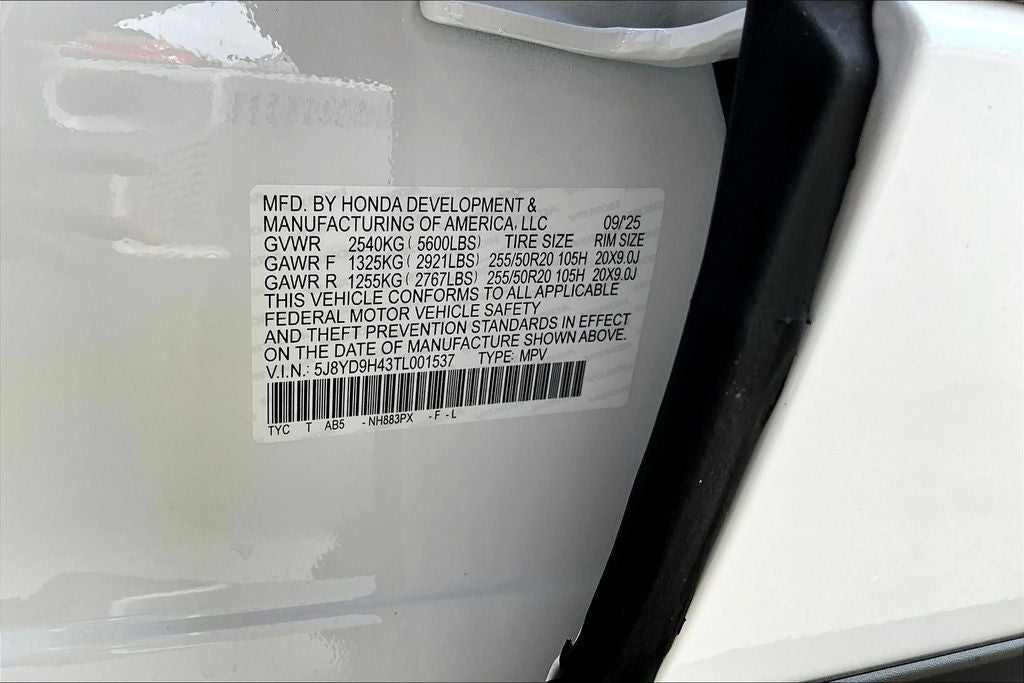 MFD. BY HONDA DEVELOPMENT &
MANUFACTURING OF AMERICA, LLC 09/'25
GVWR 2540KG ( 5600LBS) TIRE SIZE RIM SIZE
GAWR F 1325KG ( 2921LBS) 255/50R20 105H 20X9.0J
GAWR R 1255KG ( 2767LBS) 255/50R20 105H 20X9.0J
THIS VEHICLE CONFORMS TO ALL APPLICABLE
FEDERAL MOTOR VEHICLE SAFETY
AND THEFT PREVENTION STANDARDS IN EFFECT
ON THE DATE OF MANUFACTURE SHOWN ABOVE.
V.I.N.: 5J8YD9H43TL001537 TYPE: MPV
TYC T AB5 - NH883PX - F - L